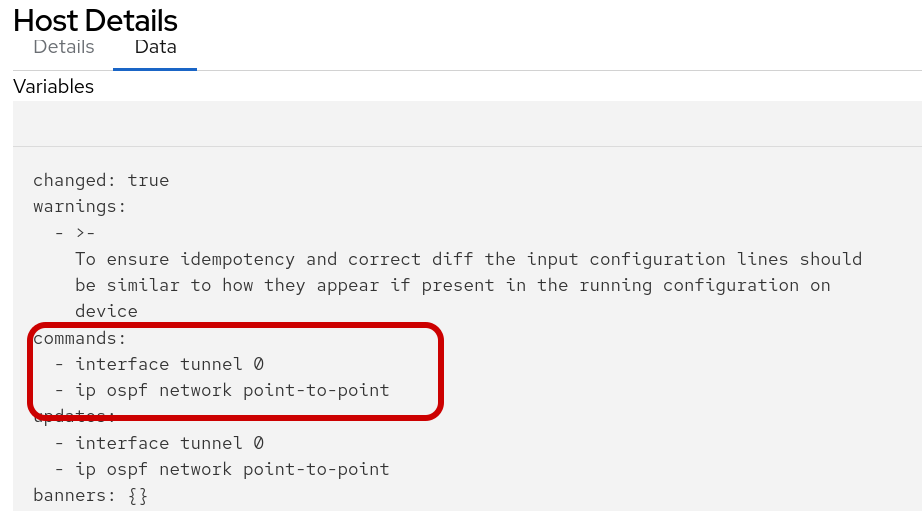 Host Details
Details Data
Variables
changed: true
warnings:
  - >-
    To ensure idempotency and correct diff the input configuration lines should
    be similar to how they appear if present in the running configuration on
    device
commands:
  - interface tunnel 0
  - ip ospf network point-to-point
updates:
  - interface tunnel 0
  - ip ospf network point-to-point
banners: {}